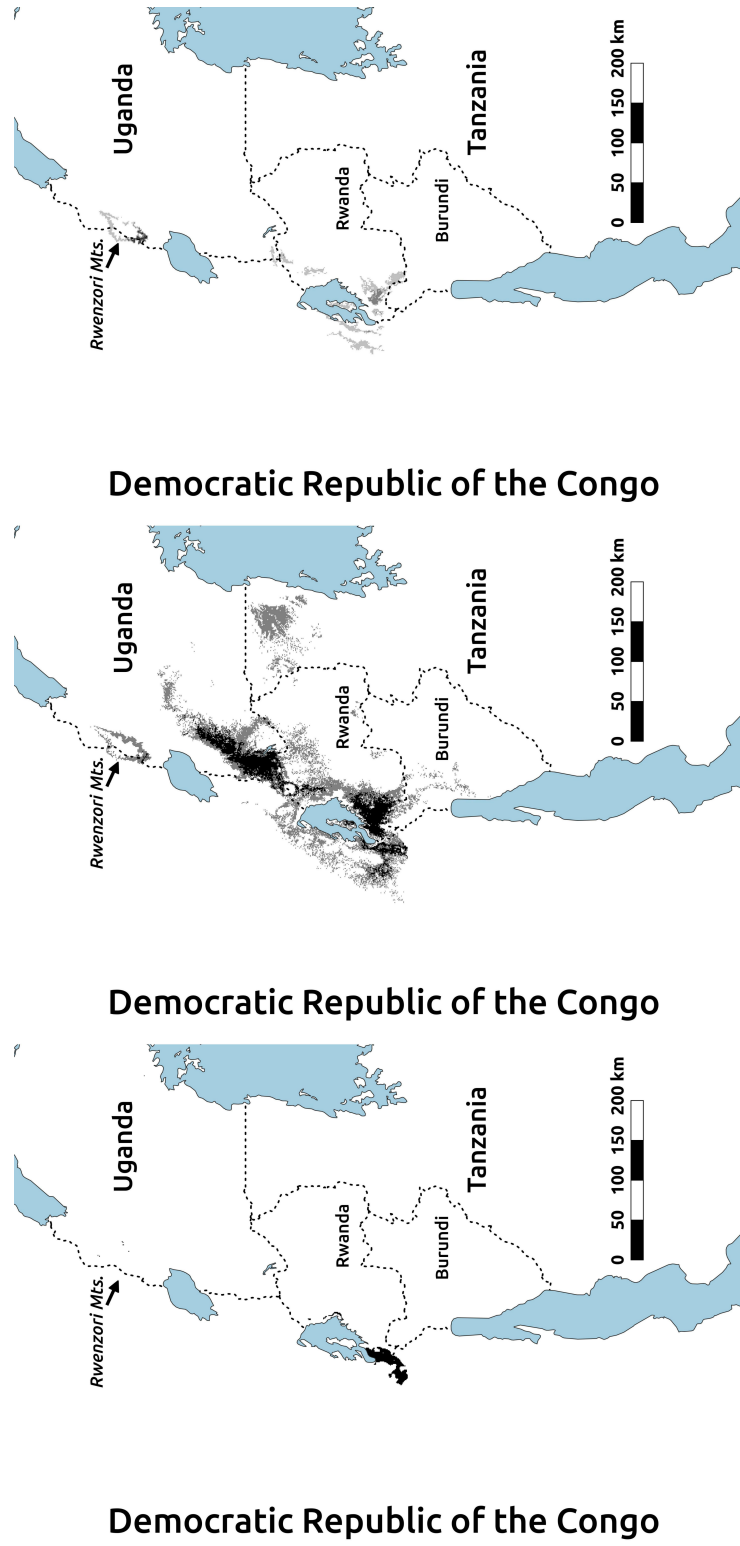 Rwenzori Mts.
Uganda
Rwanda
Burundi
Tanzania
Democratic Republic of the Congo
0 50 100 150 200 km
Rwenzori Mts.
Uganda
Rwanda
Burundi
Tanzania
Democratic Republic of the Congo
0 50 100 150 200 km
Rwenzori Mts.
Uganda
Rwanda
Burundi
Tanzania
Democratic Republic of the Congo
0 50 100 150 200 km